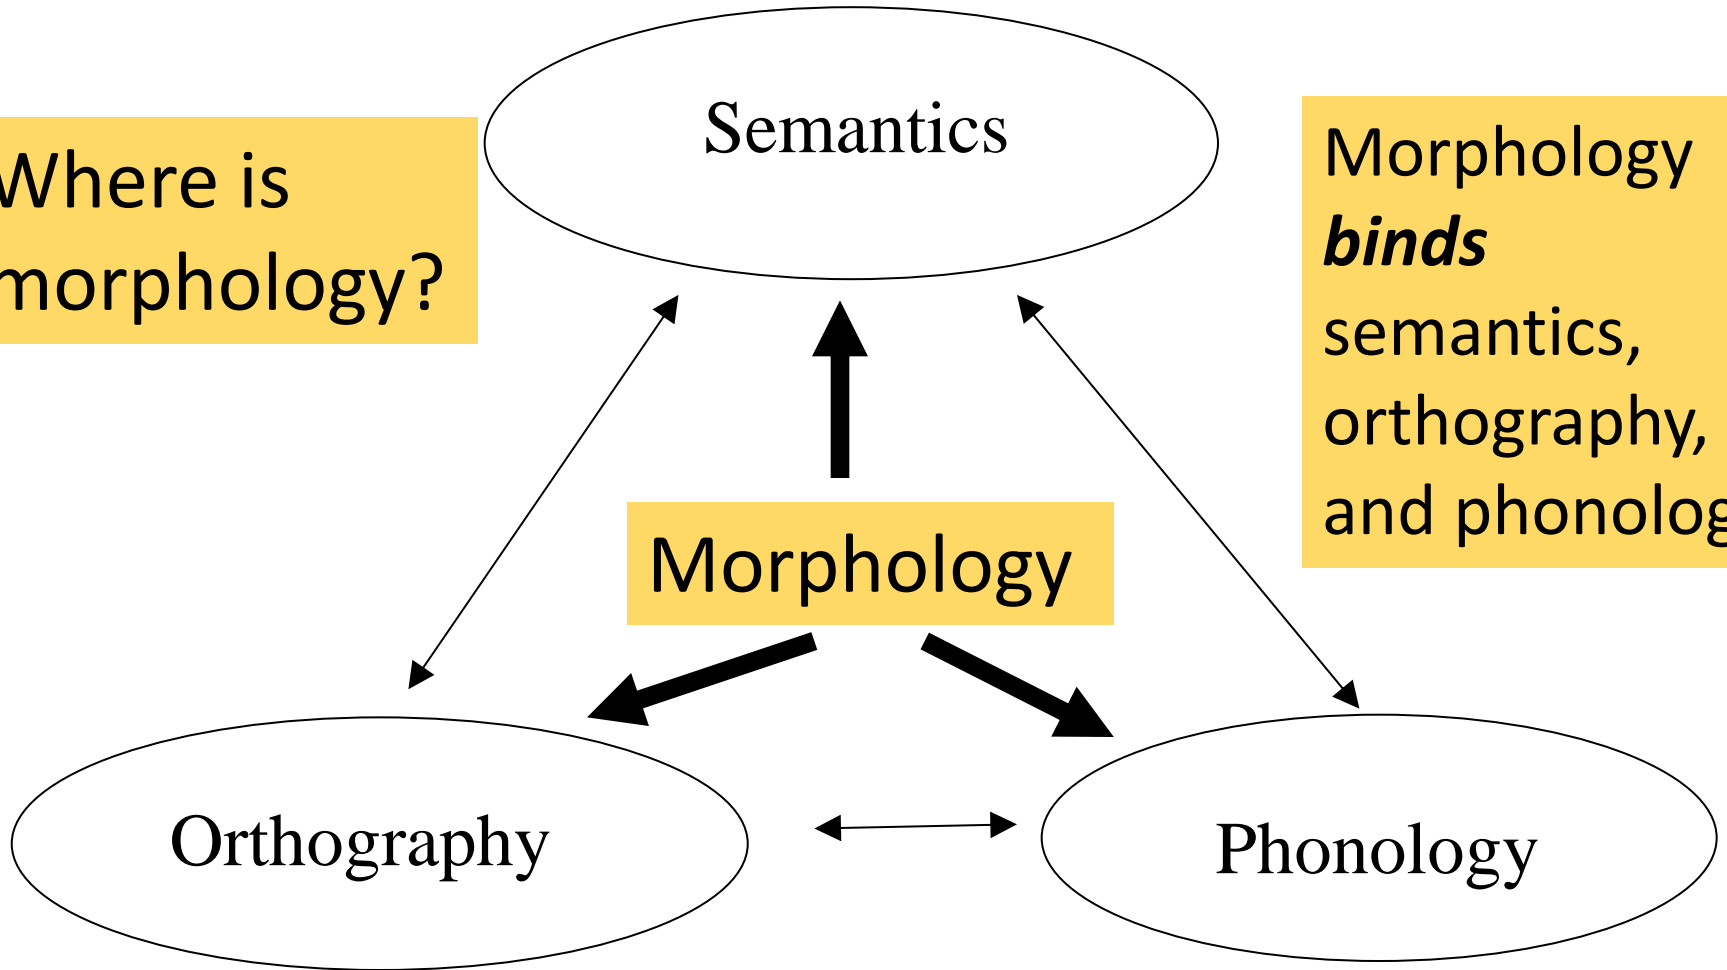 Semantics
Where is
morphology?
Morphology
binds
semantics,
orthography,
and phonolog
Morphology
Orthography
Phonology